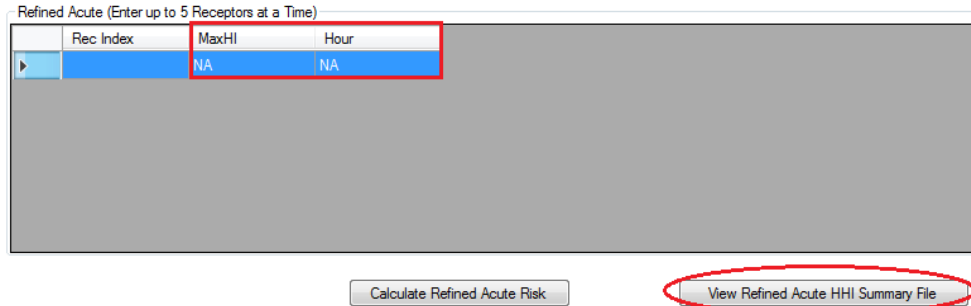 Refined Acute (Enter up to 5 Receptors at a Time)
Rec Index MaxHI Hour
NA NA
Calculate Refined Acute Risk View Refined Acute HHI Summary File